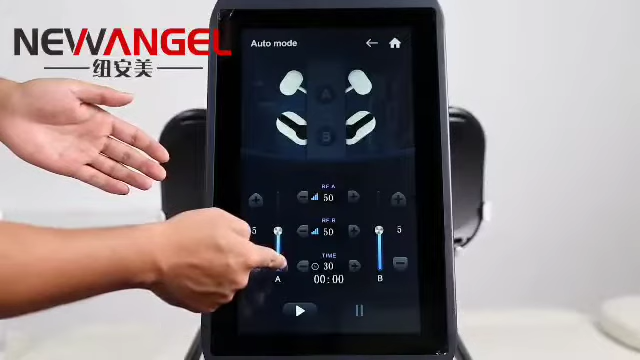 NEWANGEL
纽安美
Auto mode
A
B
RF A
50
RF B
5
50
5
TIME
30
A
00:00
B